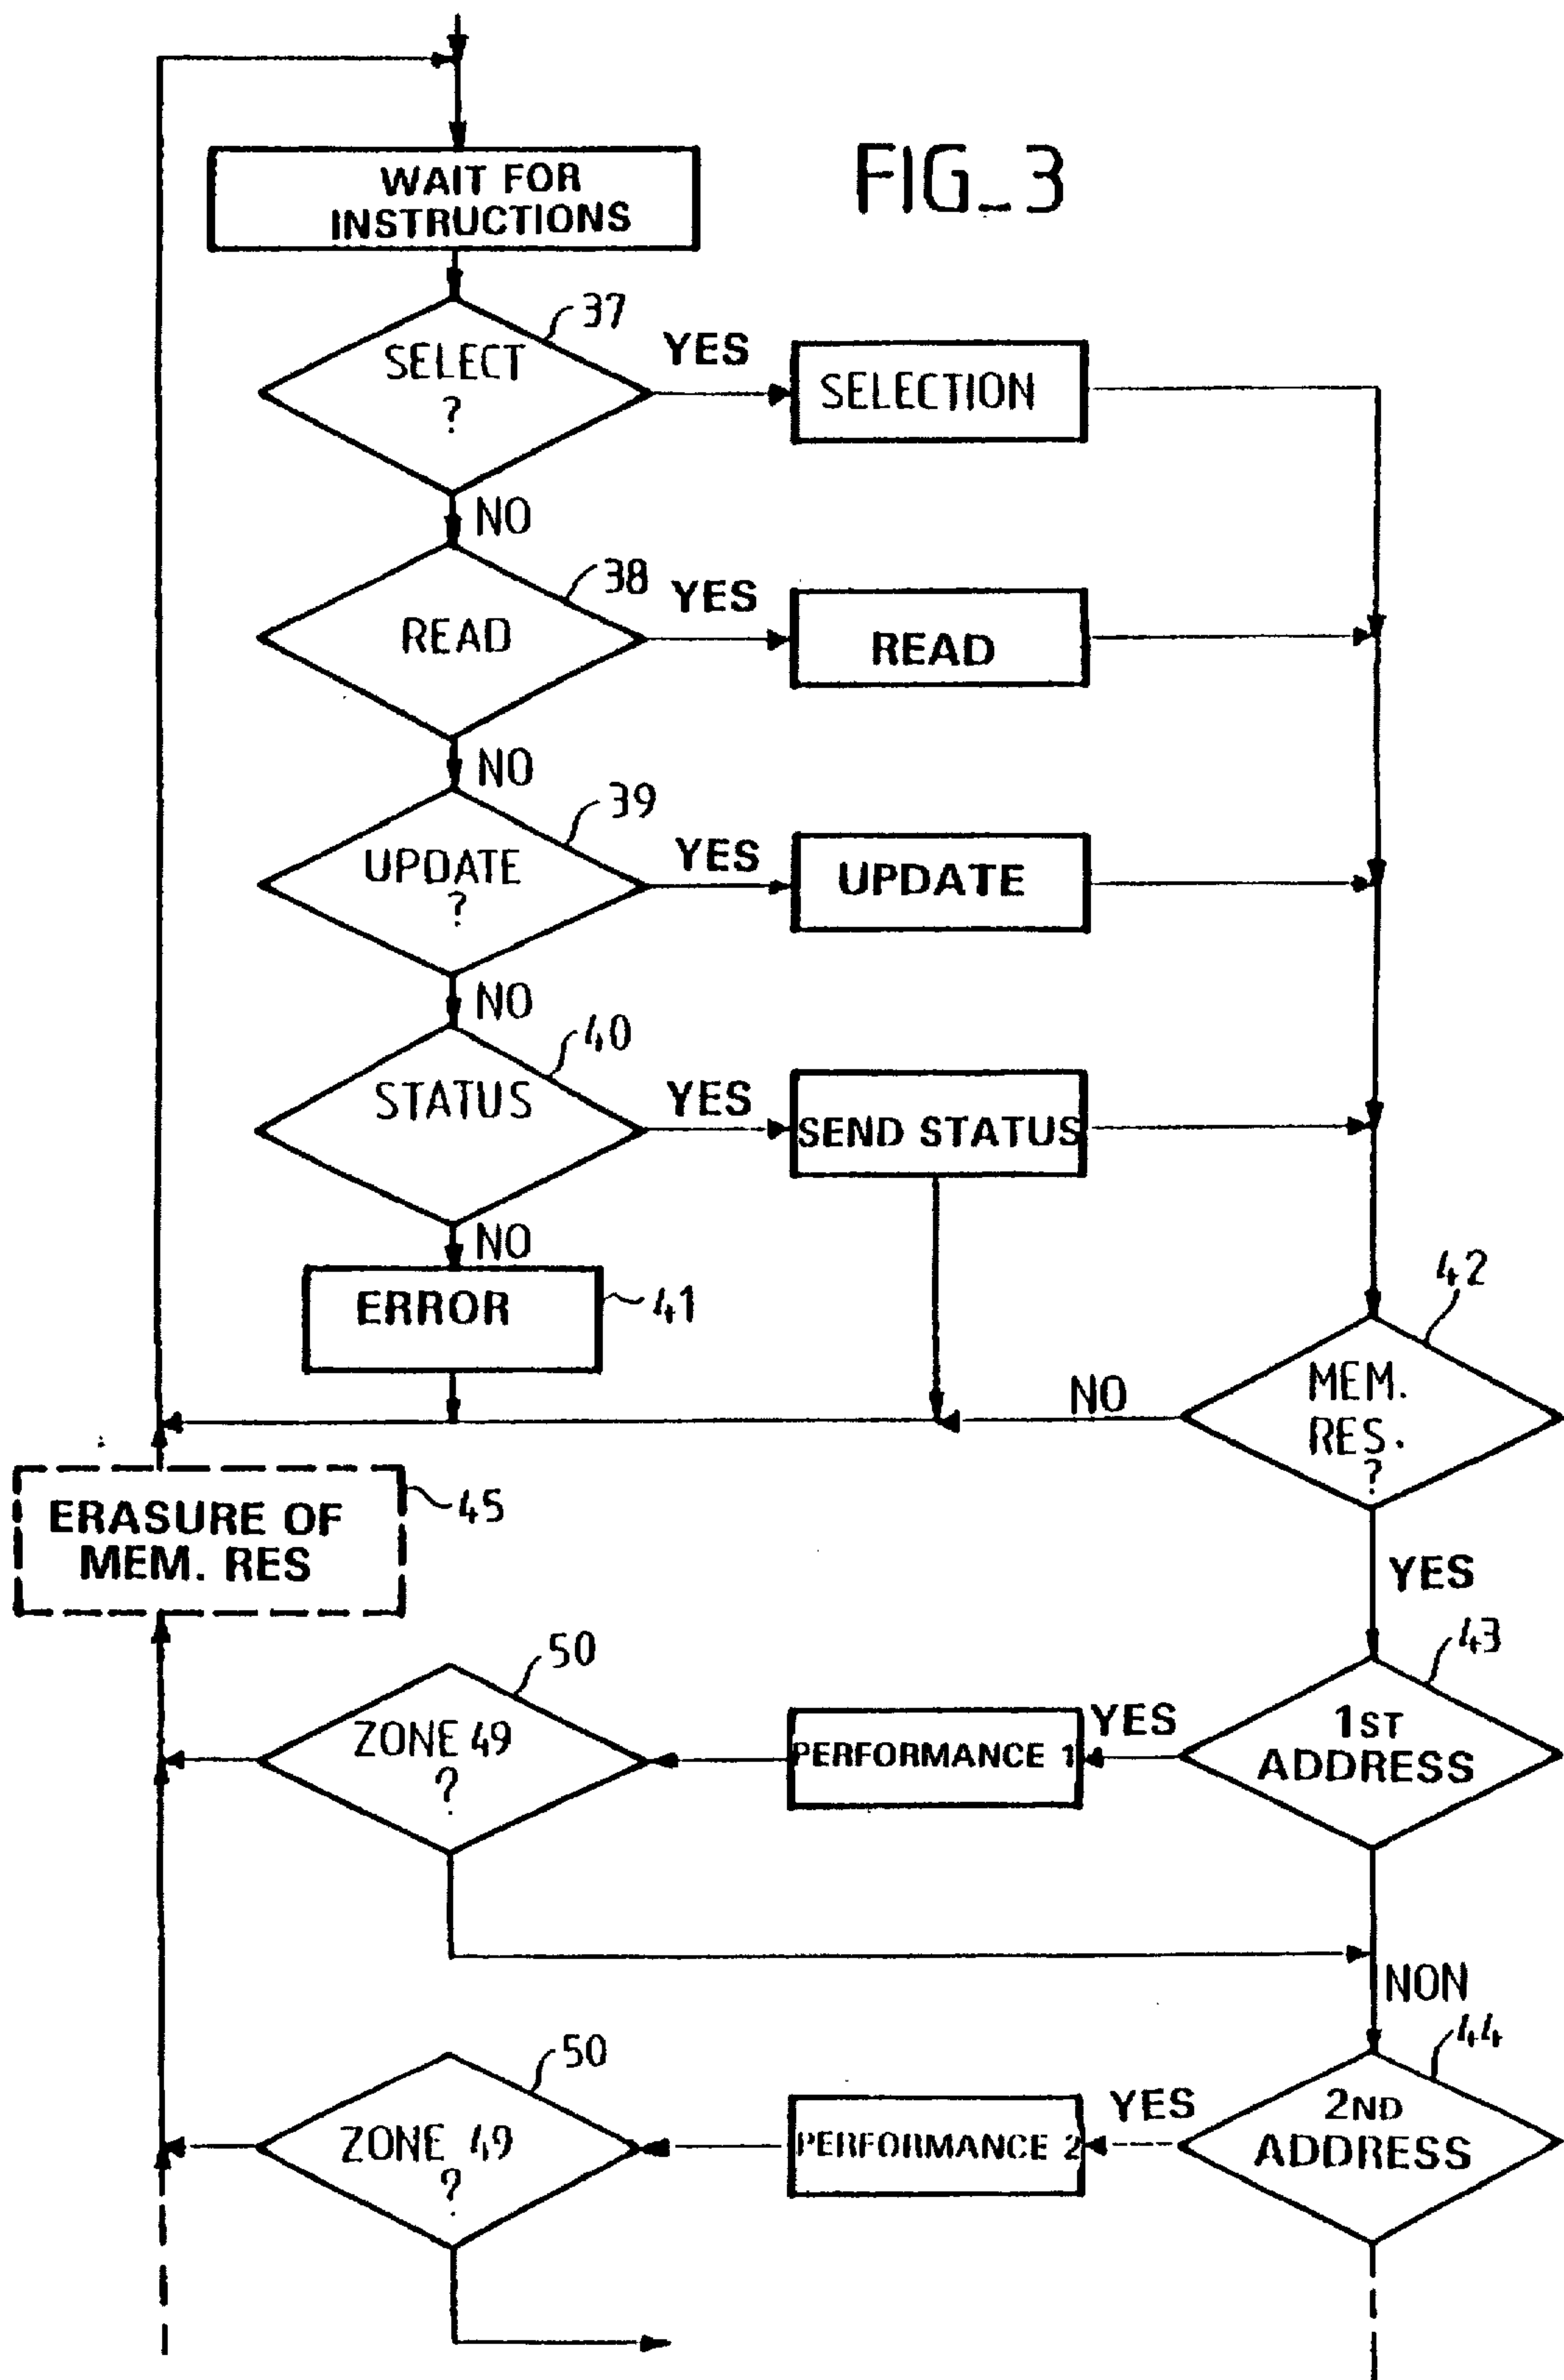 FIG_3
WAIT FOR
INSTRUCTIONS
37
SELECT
?
YES
SELECTION
NO
38
READ
YES
READ
NO
39
UPDATE
?
YES
UPDATE
NO
40
STATUS
YES
SEND STATUS
NO
ERROR
41
42
MEM.
RES.
?
NO
ERASURE OF
MEM. RES
45
YES
50
43
ZONE 49
?
PERFORMANCE 1
YES
1ST
ADDRESS
NON
50
44
ZONE 49
?
PERFORMANCE 2
YES
2ND
ADDRESS